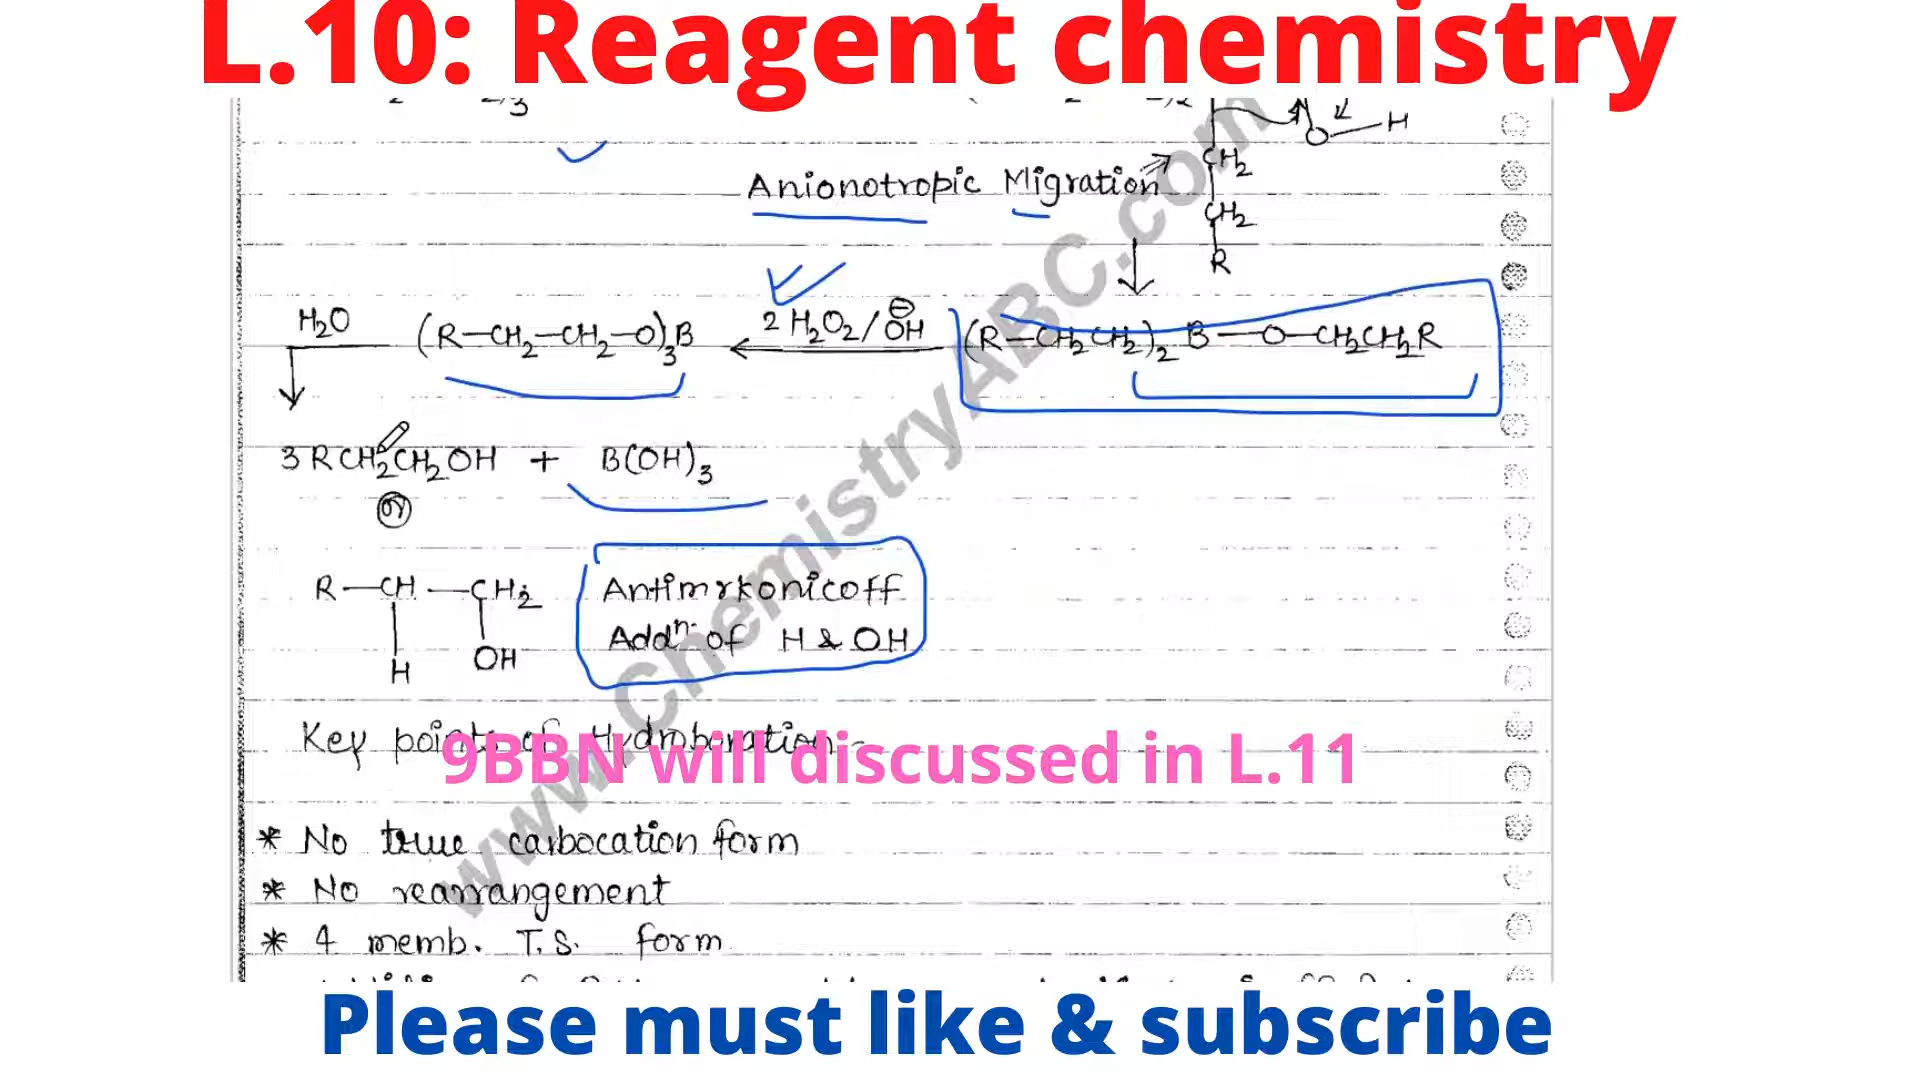 L.10: Reagent chemistry
O—H
Anionotropic Migration
CH2
CH2
R
H2O
(R—CH2—CH2—O)3B
2 H2O2/OH⊖
(R—CH2CH2)2 B—O—CH2CH2R
3 RCH2CH2OH + B(OH)3
or
R—CH—CH2
H
OH
Antimrkonicoff
Addn. of H & OH
Key points of Hydroboration -
9BBN will discussed in L.11
* No true carbocation form
* No rearrangement
* 4 memb. T.S. form
www.ChemistryABC.com
Please must like & subscribe